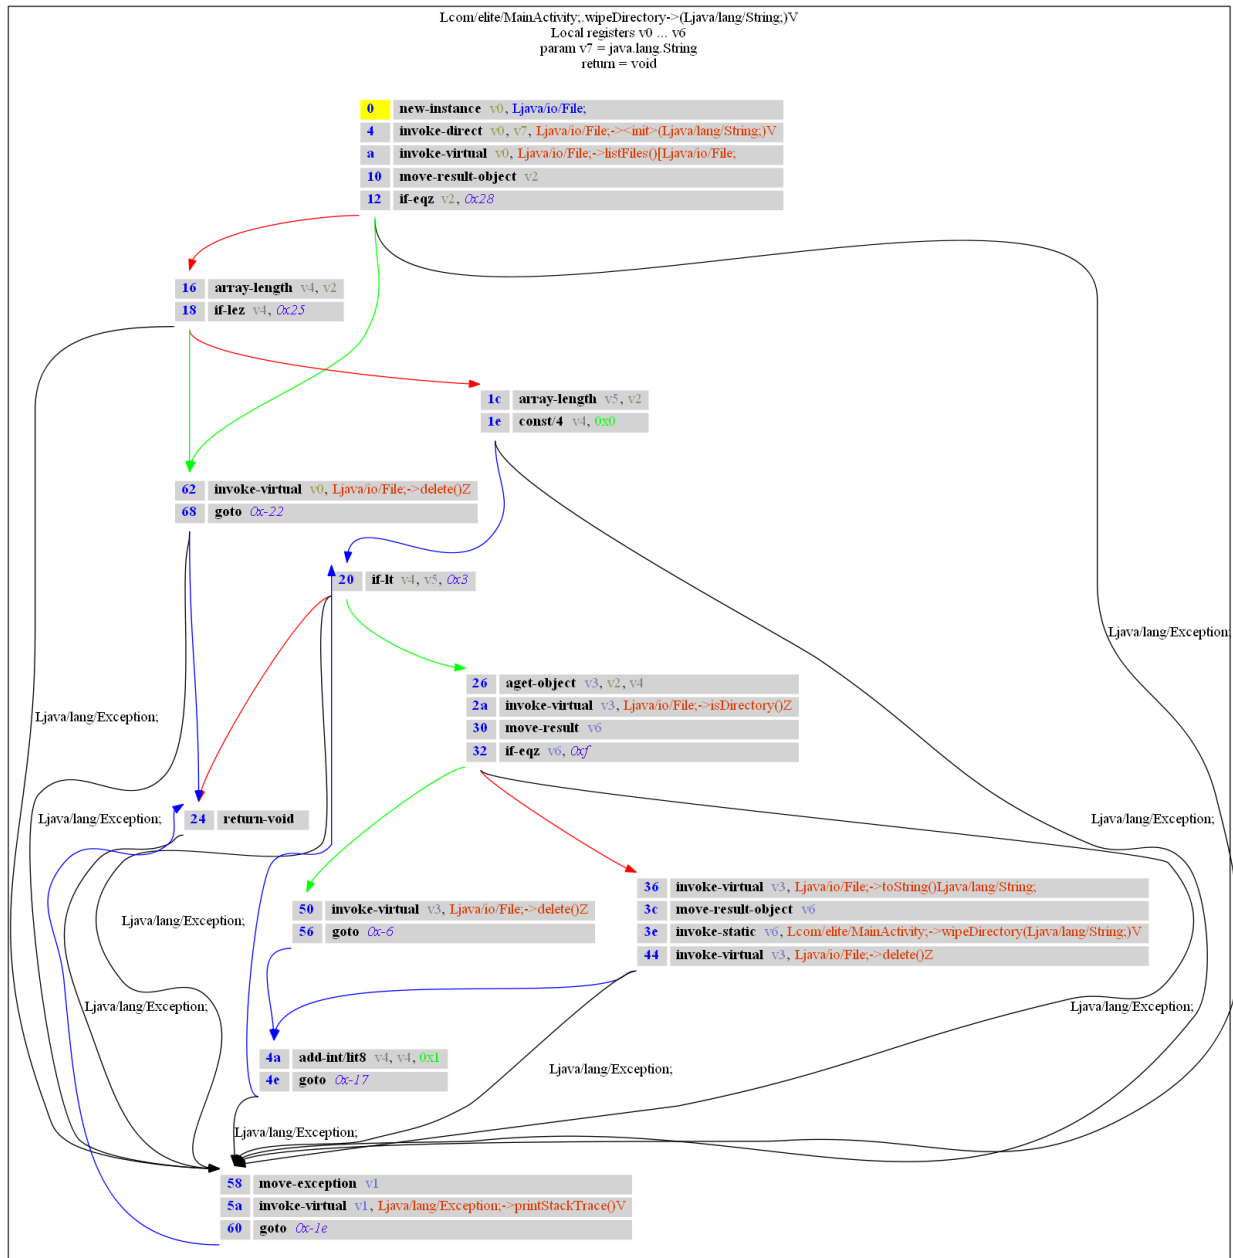 Lcom/elite/MainActivity;.wipeDirectory->(Ljava/lang/String;)V
Local registers v0 ... v6
param v7 = java.lang.String
return = void
0 new-instance v0, Ljava/io/File;
4 invoke-direct v0, v7, Ljava/io/File;-><init>(Ljava/lang/String;)V
a invoke-virtual v0, Ljava/io/File;->listFiles()[Ljava/io/File;
10 move-result-object v2
12 if-eqz v2, 0x28
16 array-length v4, v2
18 if-lez v4, 0x25
1c array-length v5, v2
1e const/4 v4, 0x0
62 invoke-virtual v0, Ljava/io/File;->delete()Z
68 goto 0x-22
20 if-lt v4, v5, 0x3
Ljava/lang/Exception;
26 aget-object v3, v2, v4
2a invoke-virtual v3, Ljava/io/File;->isDirectory()Z
30 move-result v6
32 if-eqz v6, 0xf
Ljava/lang/Exception;
Ljava/lang/Exception;
24 return-void
Ljava/lang/Exception;
36 invoke-virtual v3, Ljava/io/File;->toString()Ljava/lang/String;
3c move-result-object v6
3e invoke-static v6, Lcom/elite/MainActivity;->wipeDirectory(Ljava/lang/String;)V
44 invoke-virtual v3, Ljava/io/File;->delete()Z
50 invoke-virtual v3, Ljava/io/File;->delete()Z
56 goto 0x-6
Ljava/lang/Exception;
Ljava/lang/Exception;
Ljava/lang/Exception;
4a add-int/lit8 v4, v4, 0x1
4e goto 0x-17
Ljava/lang/Exception;
Ljava/lang/Exception;
58 move-exception v1
5a invoke-virtual v1, Ljava/lang/Exception;->printStackTrace()V
60 goto 0x-1e